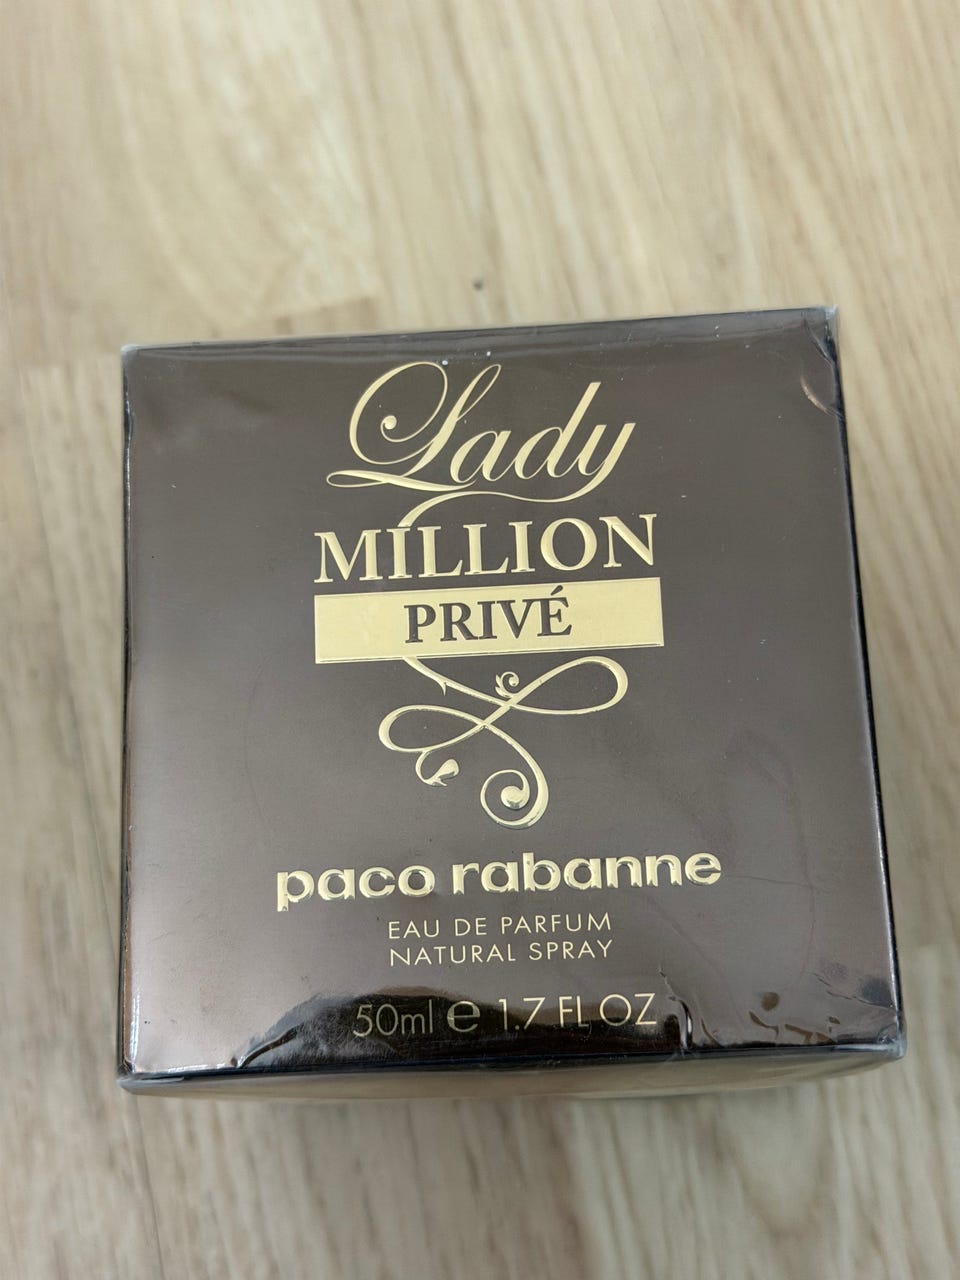 Lady
MILLION
PRIVÉ
paco rabanne
EAU DE PARFUM
NATURAL SPRAY
50ml ℮ 1.7 FL OZ